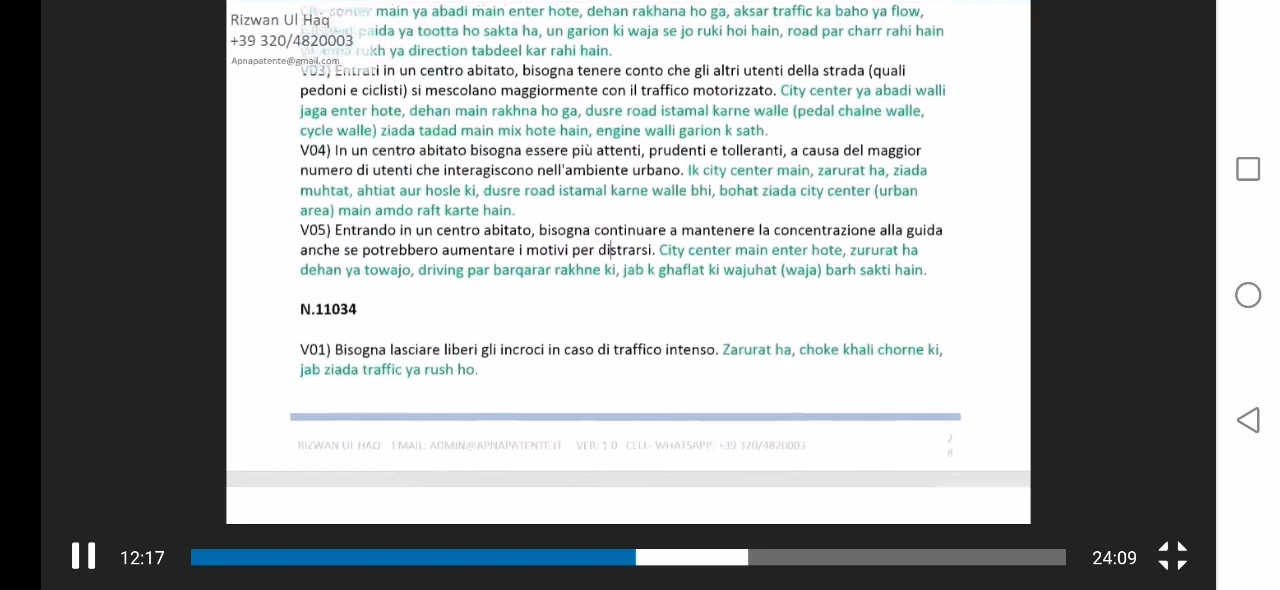 City center main ya abadi main enter hote, dehan rakhana ho ga, aksar traffic ka baho ya flow,
Rizwan Ul Haq
paida ya tootta ho sakta ha, un garion ki waja se jo ruki hoi hain, road par charr rahi hain
+39 320/4820003
rukh ya direction tabdeel kar rahi hain.
Apnapatente@gmail.com
V03) Entrati in un centro abitato, bisogna tenere conto che gli altri utenti della strada (quali
pedoni e ciclisti) si mescolano maggiormente con il traffico motorizzato. City center ya abadi walli
jaga enter hote, dehan main rakhna ho ga, dusre road istamal karne walle (pedal chalne walle,
cycle walle) ziada tadad main mix hote hain, engine walli garion k sath.
V04) In un centro abitato bisogna essere più attenti, prudenti e tolleranti, a causa del maggior
numero di utenti che interagiscono nell'ambiente urbano. Ik city center main, zarurat ha, ziada
muhtat, ahtiat aur hosle ki, dusre road istamal karne walle bhi, bohat ziada city center (urban
area) main amdo raft karte hain.
V05) Entrando in un centro abitato, bisogna continuare a mantenere la concentrazione alla guida
anche se potrebbero aumentare i motivi per distrarsi. City center main enter hote, zururat ha
dehan ya towajo, driving par barqarar rakhne ki, jab k ghaflat ki wajuhat (waja) barh sakti hain.
N.11034
V01) Bisogna lasciare liberi gli incroci in caso di traffico intenso. Zarurat ha, choke khali chorne ki,
jab ziada traffic ya rush ho.
RIZWAN UL HAQ EMAIL: ADMIN@APNAPATENTE.IT VER: 1.0 CELL- WHATSAPP: +39 320/4820003
2
8
12:17
24:09